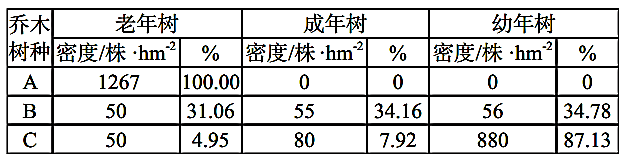 乔木树种 老年树 成年树 幼年树
密度/株·hm-2 % 密度/株·hm-2 % 密度/株·hm-2 %
A 1267 100.00 0 0 0 0
B 50 31.06 55 34.16 56 34.78
C 50 4.95 80 7.92 880 87.13